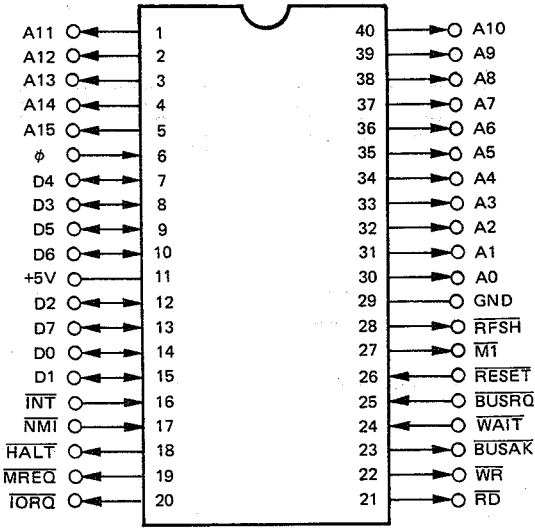 A11 1 40 A10
A12 2 39 A9
A13 3 38 A8
A14 4 37 A7
A15 5 36 A6
ϕ 6 35 A5
D4 7 34 A4
D3 8 33 A3
D5 9 32 A2
D6 10 31 A1
+5V 11 30 A0
D2 12 29 GND
D7 13 28 RFSH
D0 14 27 M1
D1 15 26 RESET
INT 16 25 BUSRQ
NMI 17 24 WAIT
HALT 18 23 BUSAK
MREQ 19 22 WR
IORQ 20 21 RD